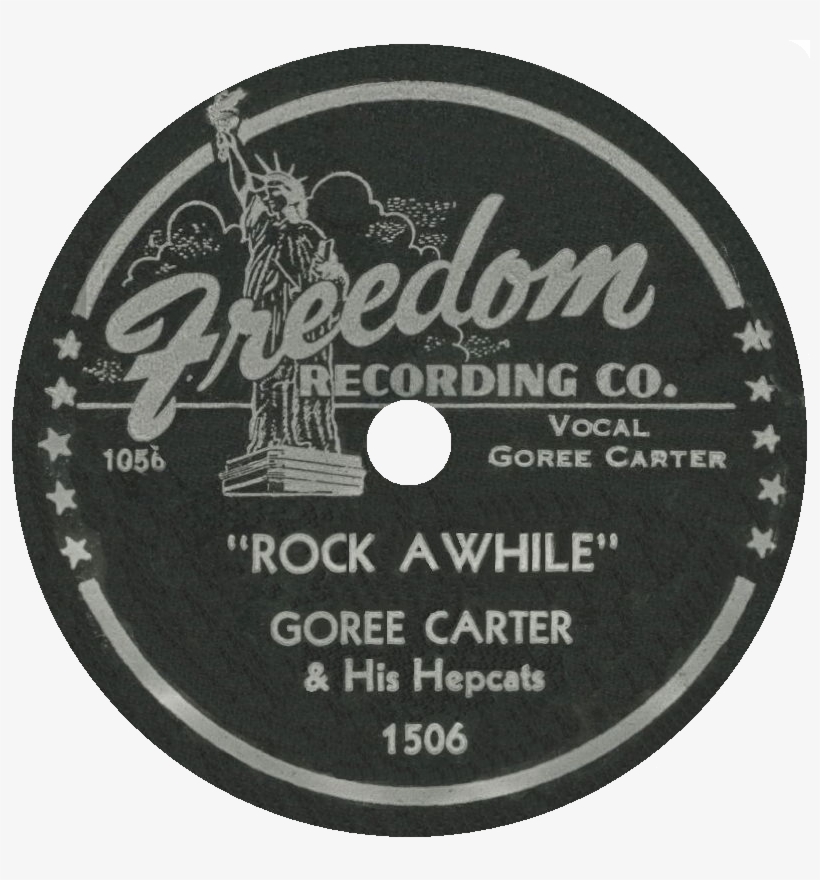 Freedom
RECORDING CO.
VOCAL
GOREE CARTER
1056
"ROCK AWHILE"
GOREE CARTER
& His Hepcats
1506